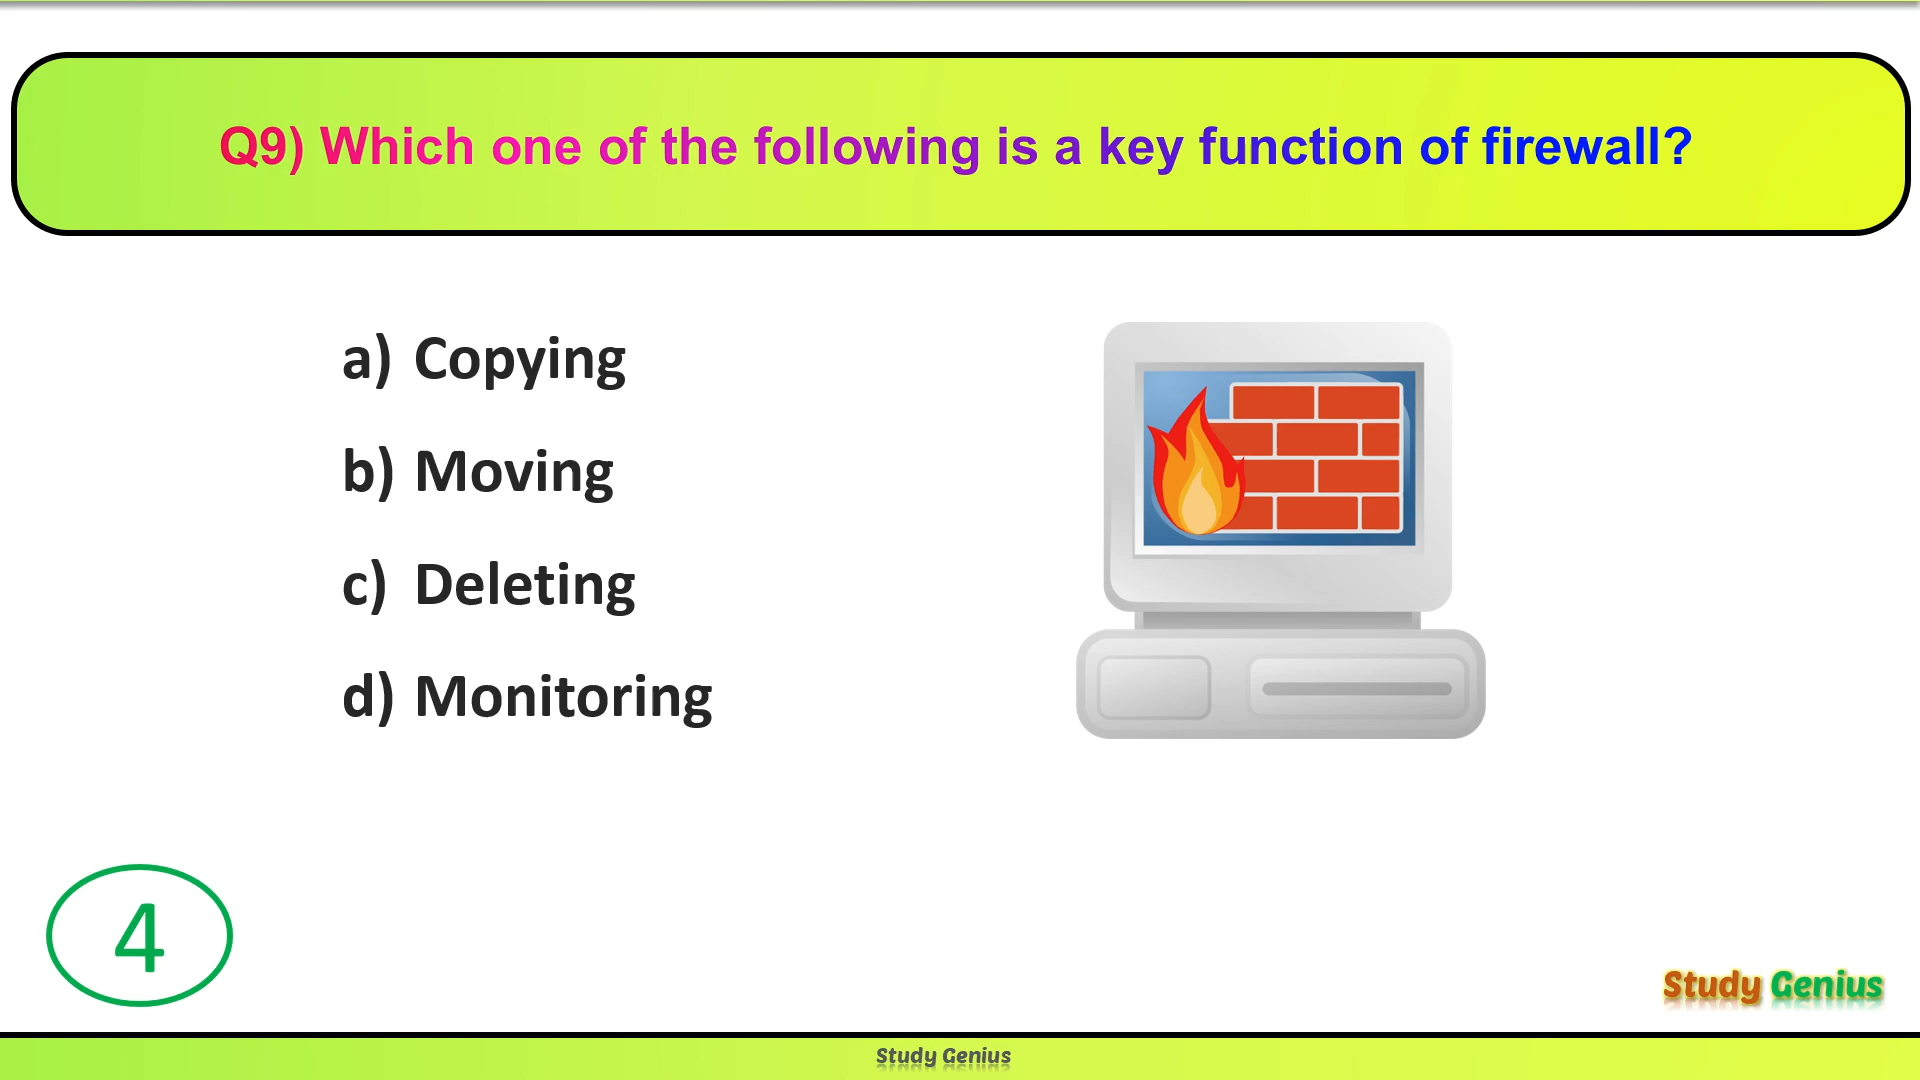 Q9) Which one of the following is a key function of firewall?
a) Copying
b) Moving
c) Deleting
d) Monitoring
4
Study Genius
Study Genius